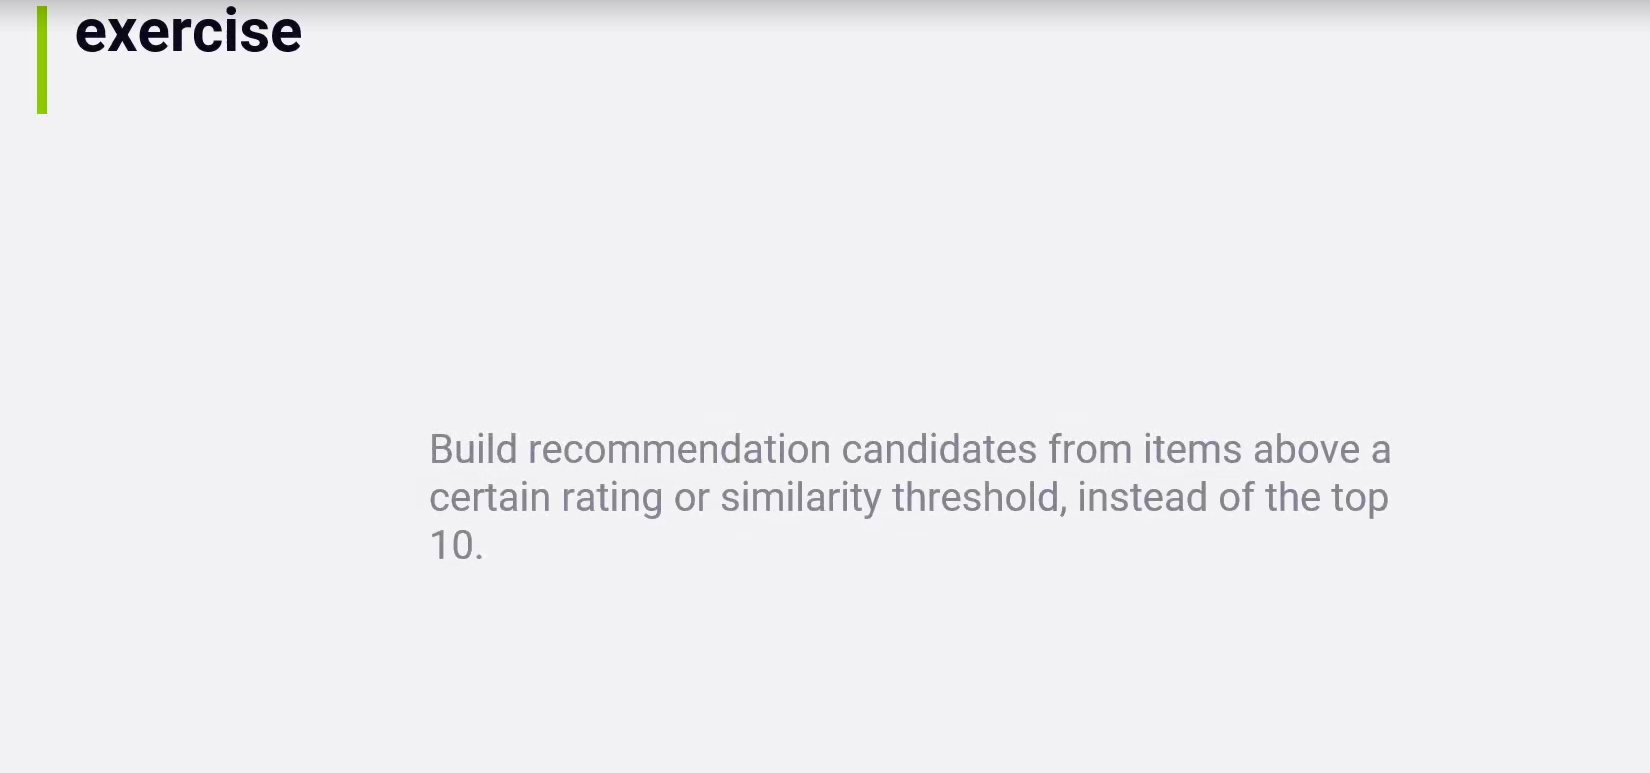 exercise
Build recommendation candidates from items above a
certain rating or similarity threshold, instead of the top
10.